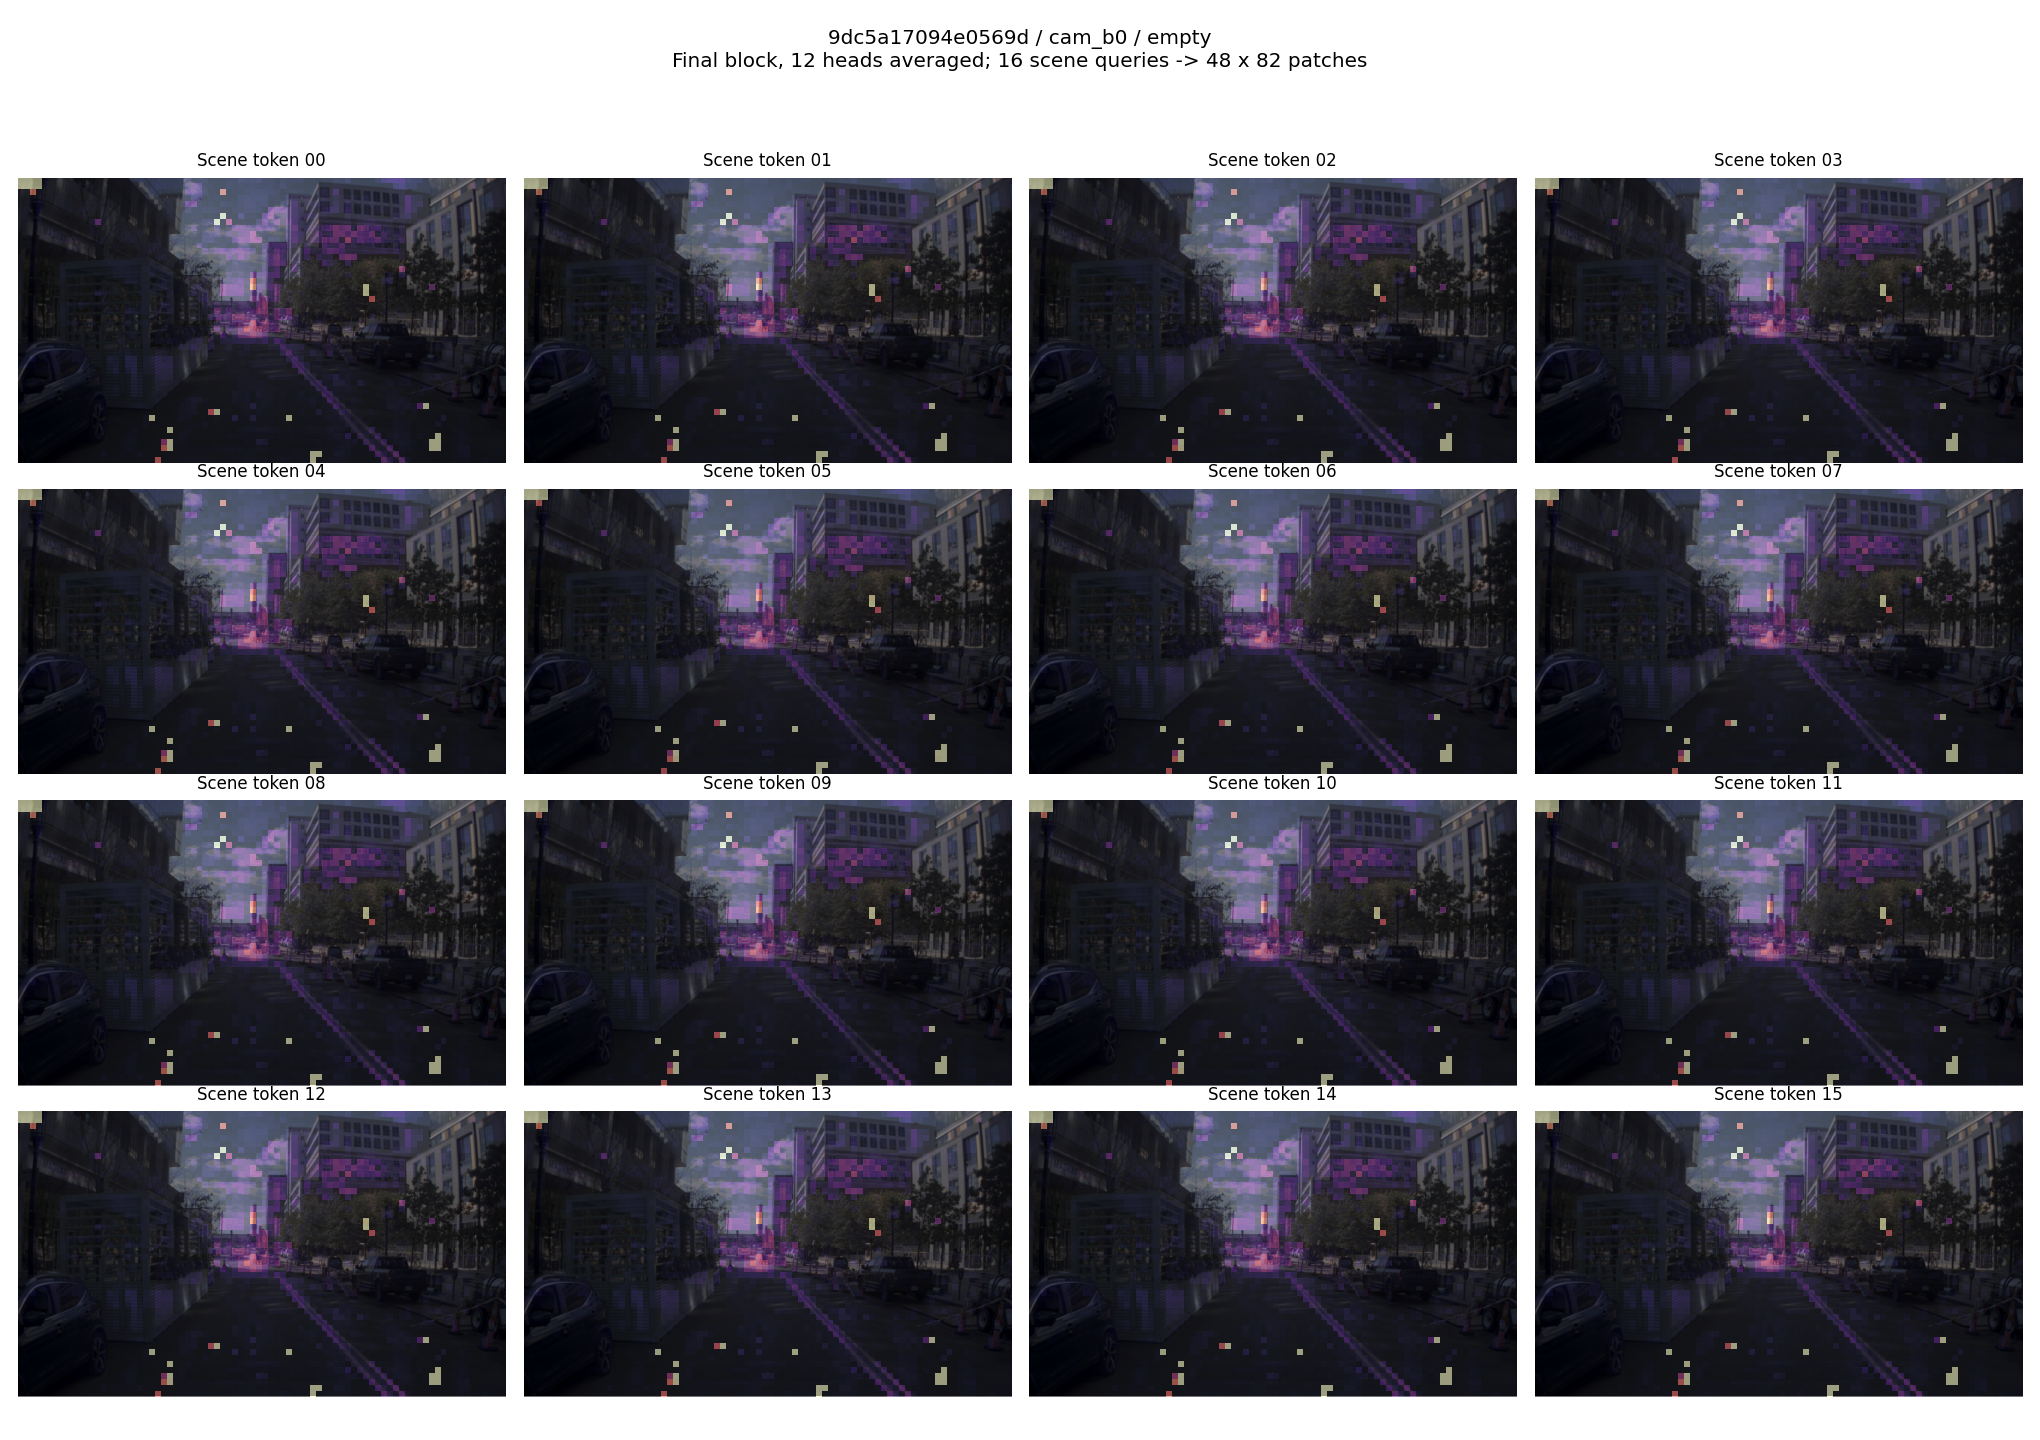 9dc5a17094e0569d / cam_b0 / empty
Final block, 12 heads averaged; 16 scene queries -> 48 x 82 patches
Scene token 00
Scene token 01
Scene token 02
Scene token 03
Scene token 04
Scene token 05
Scene token 06
Scene token 07
Scene token 08
Scene token 09
Scene token 10
Scene token 11
Scene token 12
Scene token 13
Scene token 14
Scene token 15